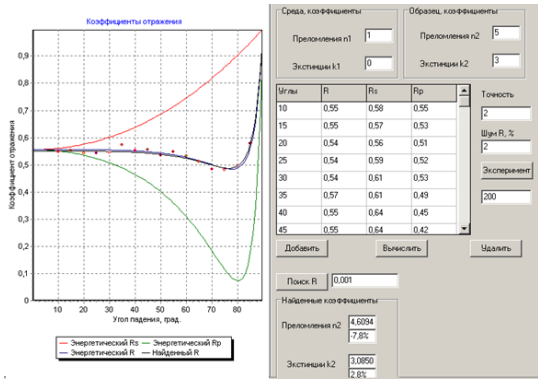 Коэффициенты отражения
Коэффициент отражения
0,9
0,8
0,7
0,6
0,5
0,4
0,3
0,2
0,1
0
10 20 30 40 50 60 70 80
Угол падения, град.
Энергетический Rs Энергетический Rp
Энергетический R Найденный R
Среда, коэффициенты
Преломления n1 1
Экстинции k1 0
Образец, коэффициенты
Преломления n2 5
Экстинции k2 3
Углы R Rs Rp
10 0,55 0,58 0,55
15 0,55 0,57 0,53
20 0,54 0,56 0,51
25 0,54 0,59 0,52
30 0,54 0,61 0,53
35 0,57 0,61 0,49
40 0,55 0,64 0,45
45 0,55 0,64 0,42
Точность
2
Шум R, %
2
Эксперимент
200
Добавить Вычислить Удалить
Поиск R 0,001
Найденные коэффициенты
Преломления n2 4,6094
-7,8%
Экстинции k2 3,0850
2,8%